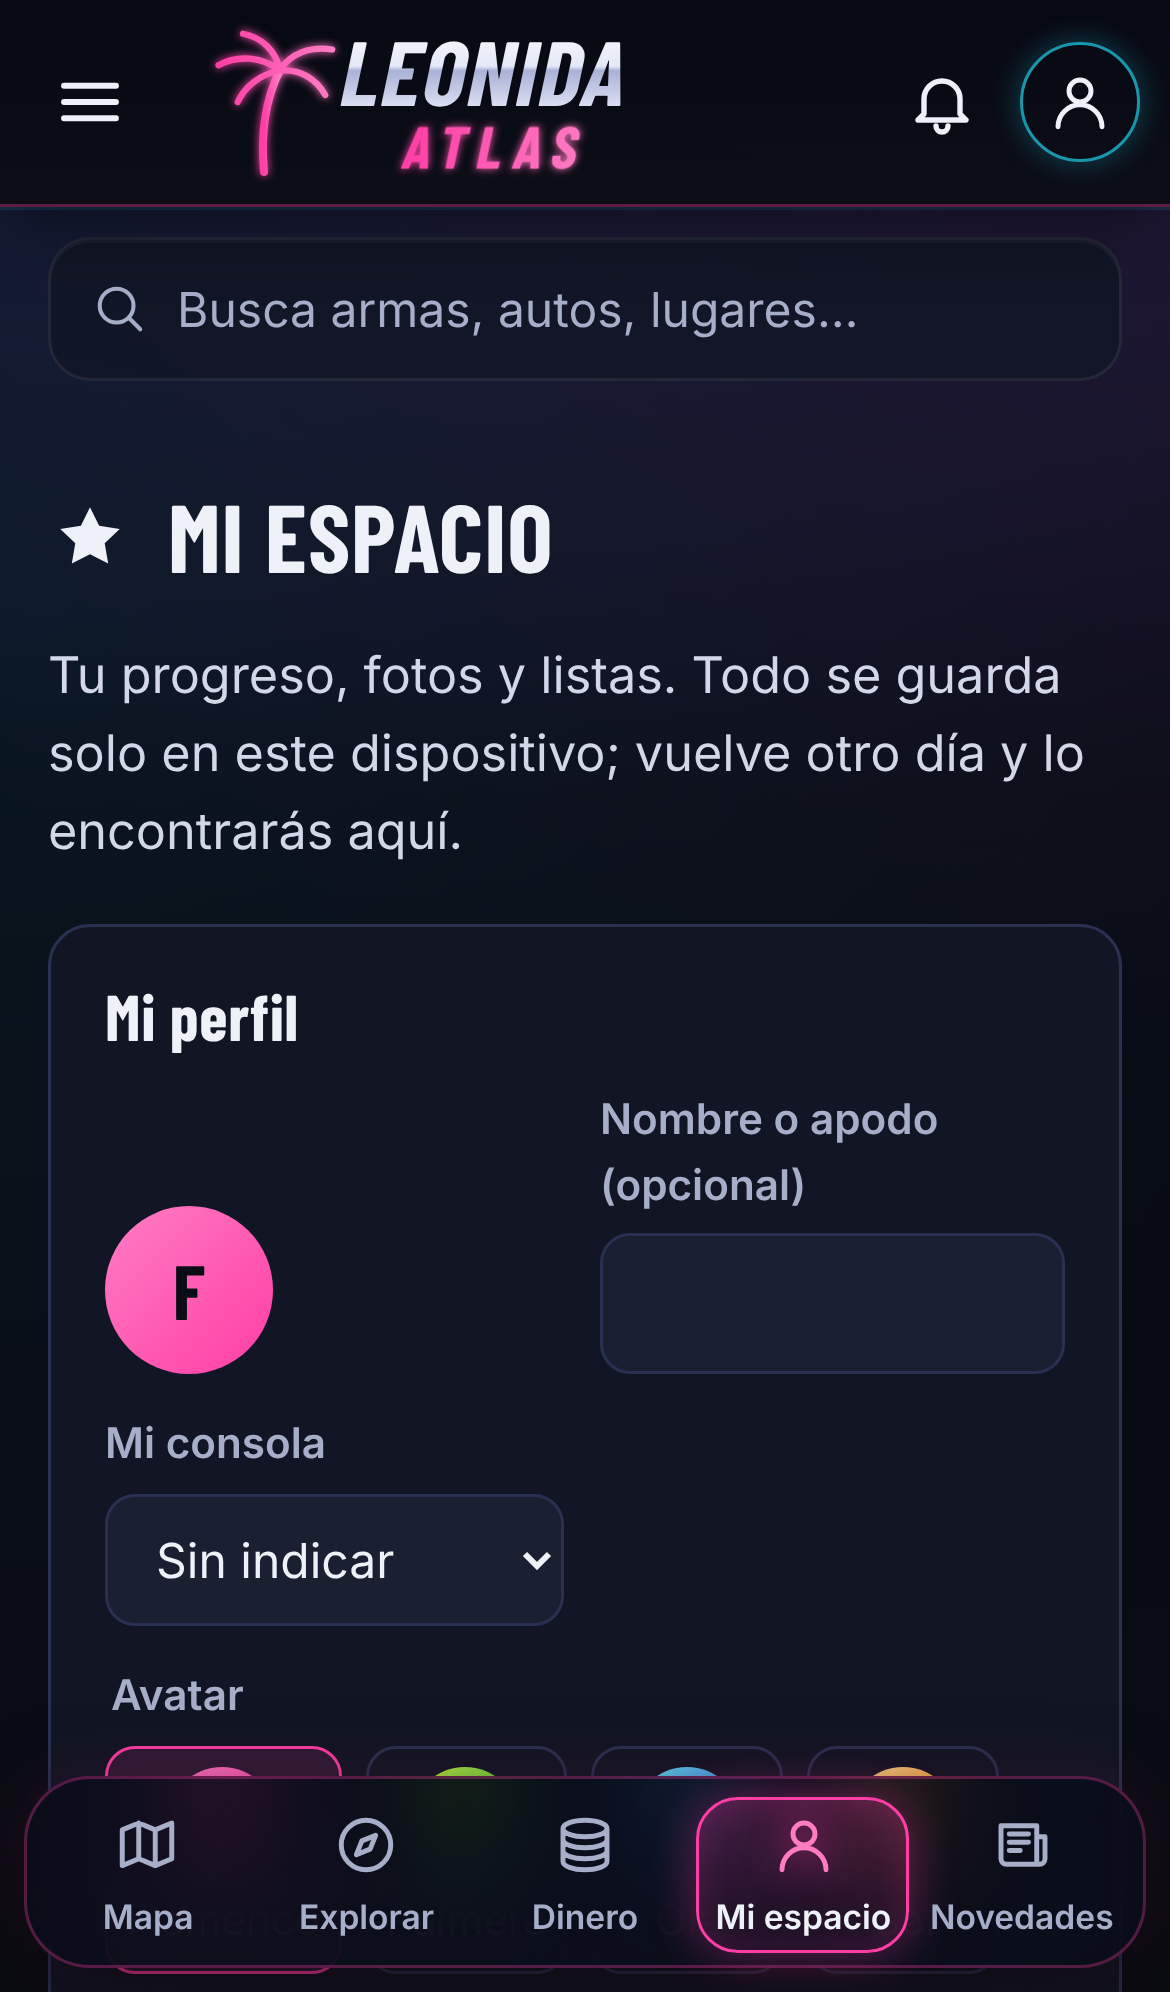 LEONIDA
ATLAS
Busca armas, autos, lugares...
MI ESPACIO
Tu progreso, fotos y listas. Todo se guarda
solo en este dispositivo; vuelve otro día y lo
encontrarás aquí.
Mi perfil
Nombre o apodo
(opcional)
F
Mi consola
Sin indicar
Avatar
Mapa
Explorar
Dinero
Mi espacio
Novedades